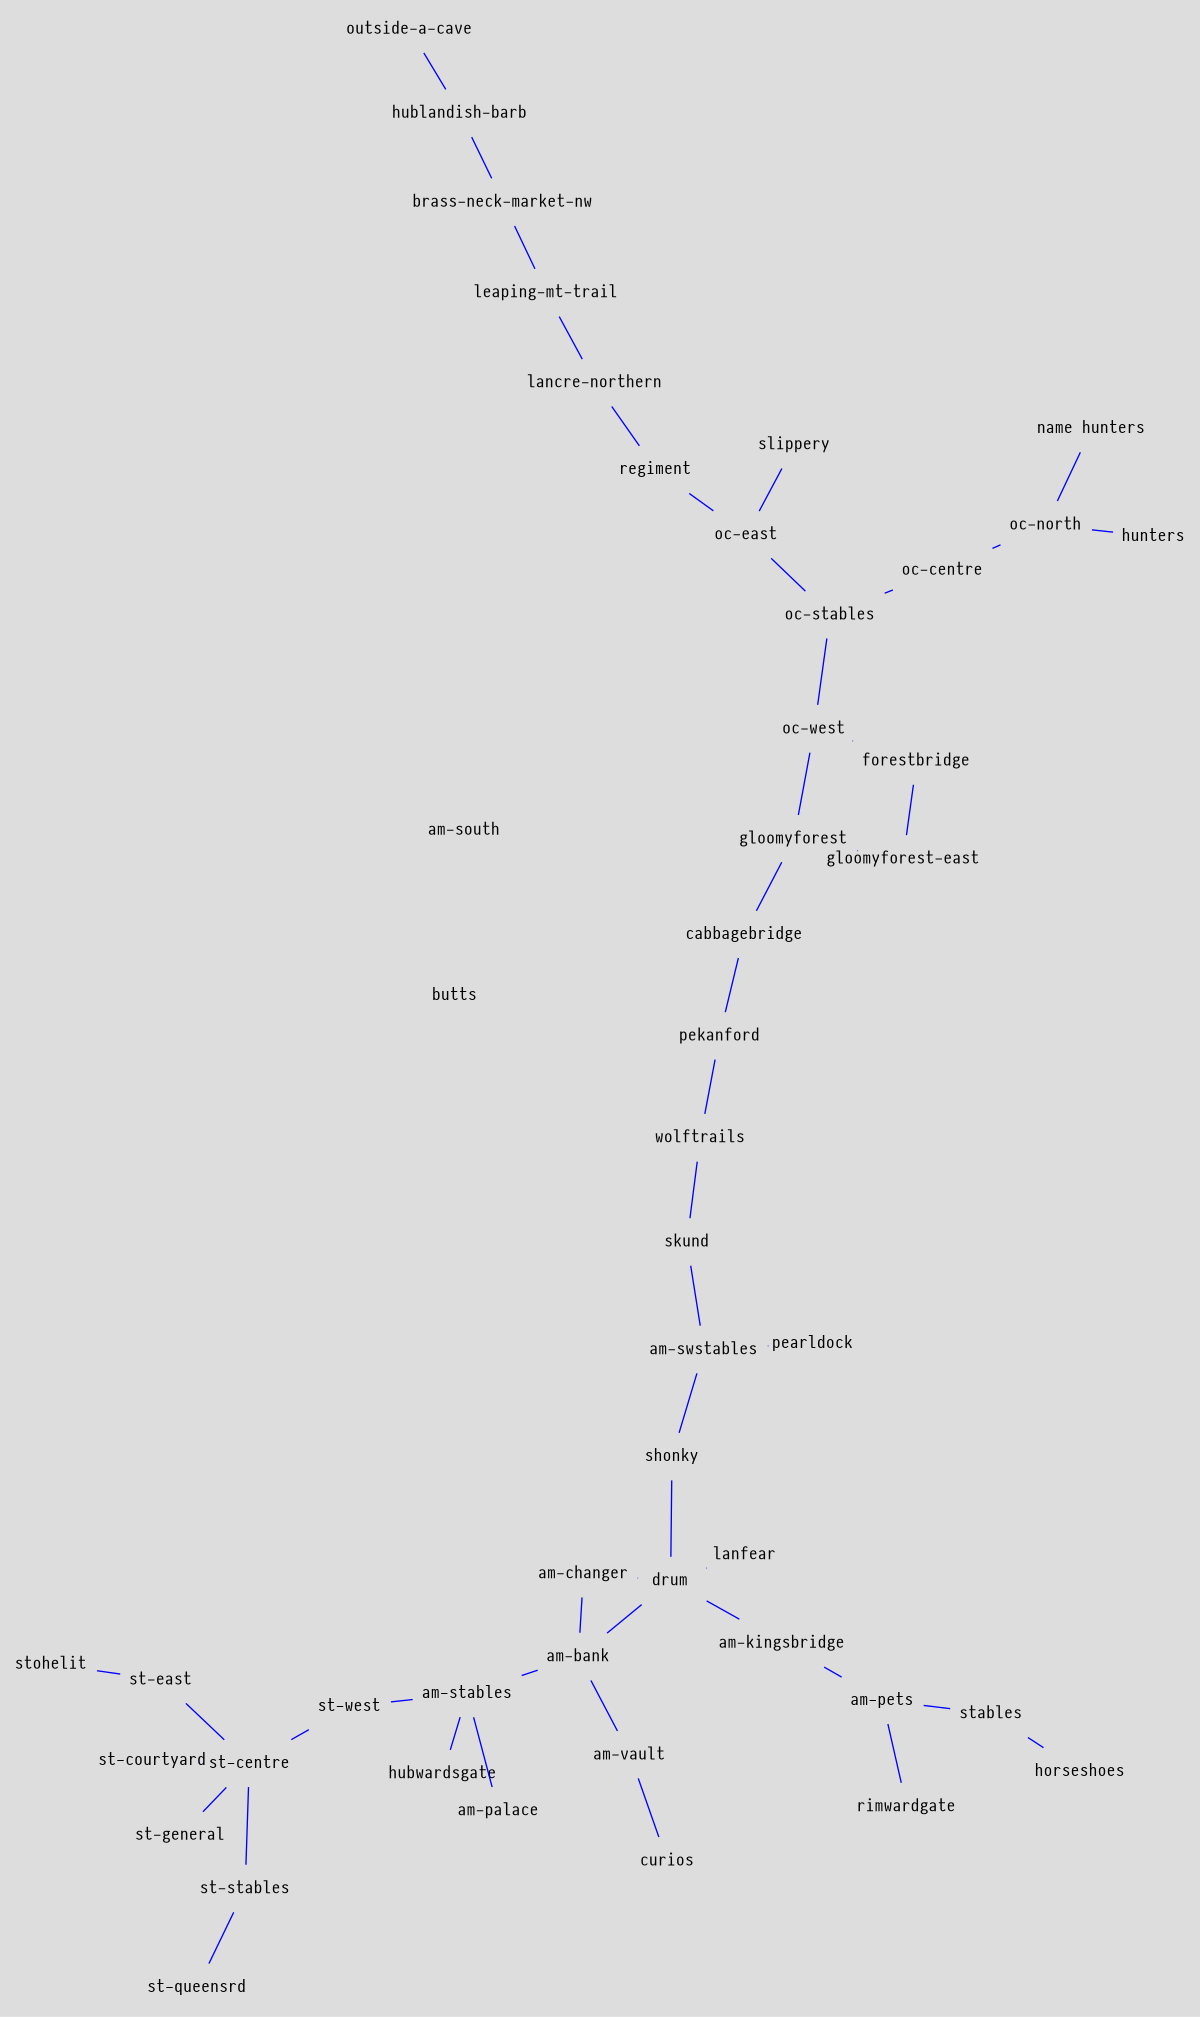 outside-a-cave
hublandish-barb
brass-neck-market-nw
leaping-mt-trail
lancre-northern
name hunters
slippery
regiment
oc-north
oc-east
hunters
oc-centre
oc-stables
oc-west
forestbridge
am-south
gloomyforest
gloomyforest-east
cabbagebridge
butts
pekanford
wolftrails
skund
pearldock
am-swstables
shonky
lanfear
am-changer
drum
am-kingsbridge
am-bank
stohelit
st-east
am-stables
am-pets
st-west
stables
am-vault
st-courtyard
st-centre
horseshoes
hubwardsgate
rimwardgate
am-palace
st-general
curios
st-stables
st-queensrd